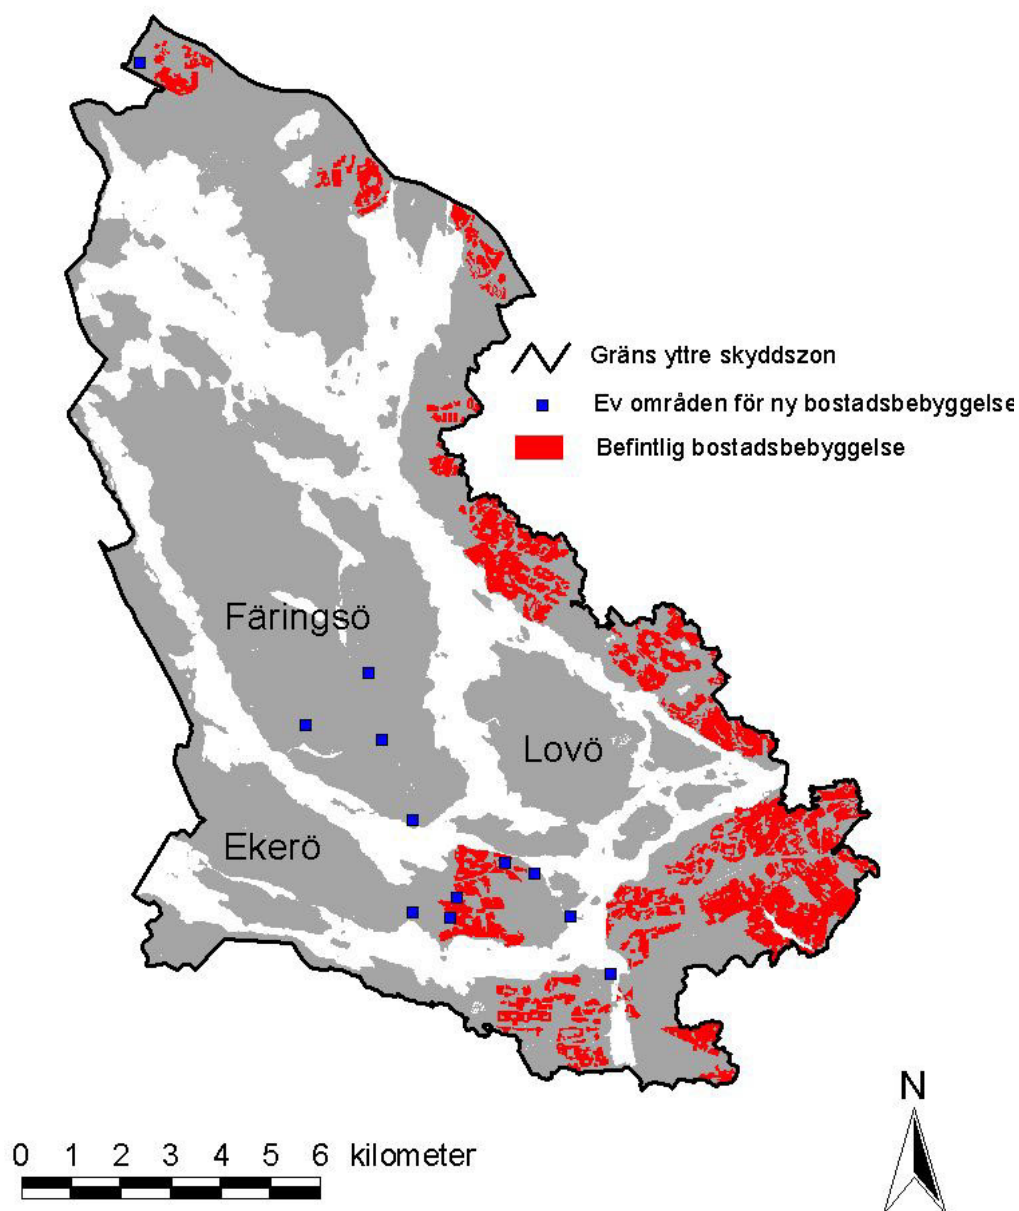 Gräns yttre skyddszon
Ev områden för ny bostadsbebyggelse
Befintlig bostadsbebyggelse
Färingsö
Lovö
Ekerö
N
0 1 2 3 4 5 6 kilometer